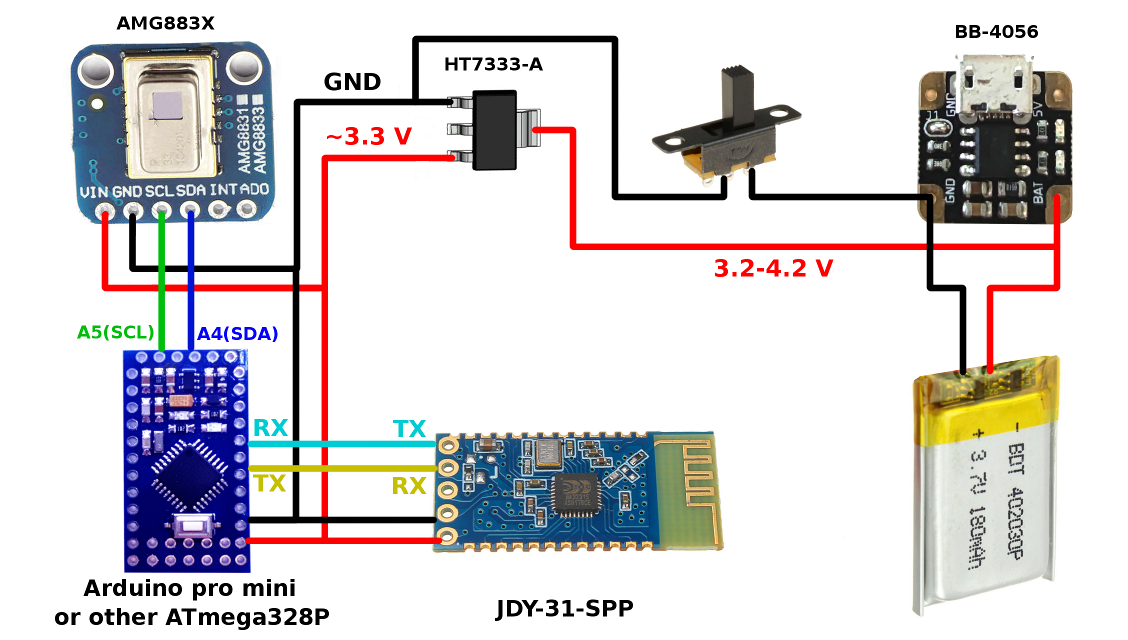 AMG883X
BB-4056
HT7333-A
GND
~3.3 V
AMG8831
AMG8833
GND
5V
J1
VIN GND SCL SDA INT ADO
GND
BAT
3.2-4.2 V
A5(SCL)
A4(SDA)
RX
TX
TX
RX
- BDT 402030P
+ 3.7V 180mAh
Arduino pro mini
or other ATmega328P
JDY-31-SPP